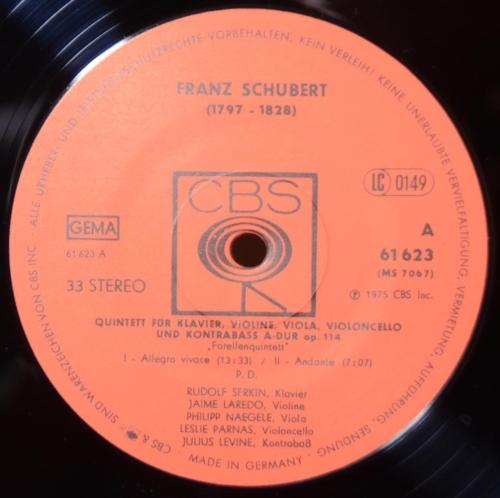 FRANZ SCHUBERT
(1797 - 1828)
CBS
LC 0149
GEMA
61 623 A
33 STEREO
A
61 623
(MS 7067)
℗ 1975 CBS Inc.
QUINTETT FÜR KLAVIER, VIOLINE, VIOLA, VIOLONCELLO
UND KONTRABASS A-DUR op. 114
„Forellenquintett"
I - Allegro vivace (13:33) / II - Andante (7:07)
P. D.
RUDOLF SERKIN, Klavier
JAIME LAREDO, Violine
PHILIPP NAEGELE, Viola
LESLIE PARNAS, Violoncello
JULIUS LEVINE, Kontrabaß
CBS & SIND WARENZEICHEN VON CBS INC. · ALLE URHEBER- UND LEISTUNGSSCHUTZRECHTE VORBEHALTEN, KEIN VERLEIH! KEINE UNERLAUBTE VERVIELFÄLTIGUNG, VERMIETUNG, AUFFÜHRUNG, SENDUNG. · MADE IN GERMANY ·